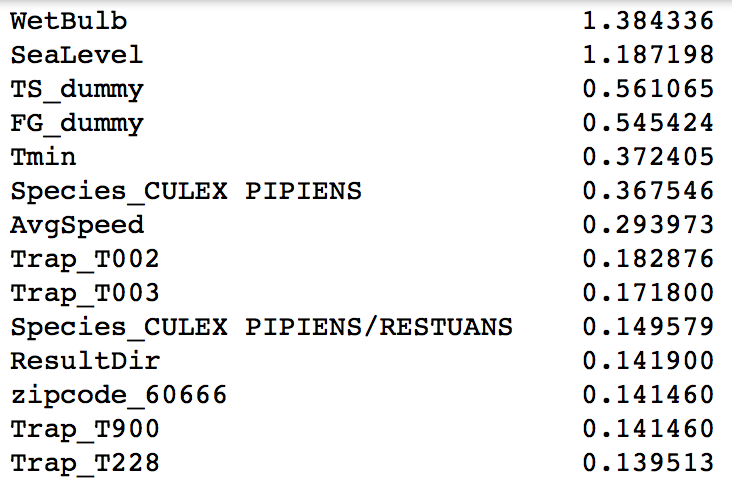 WetBulb 1.384336
SeaLevel 1.187198
TS_dummy 0.561065
FG_dummy 0.545424
Tmin 0.372405
Species_CULEX PIPIENS 0.367546
AvgSpeed 0.293973
Trap_T002 0.182876
Trap_T003 0.171800
Species_CULEX PIPIENS/RESTUANS 0.149579
ResultDir 0.141900
zipcode_60666 0.141460
Trap_T900 0.141460
Trap_T228 0.139513